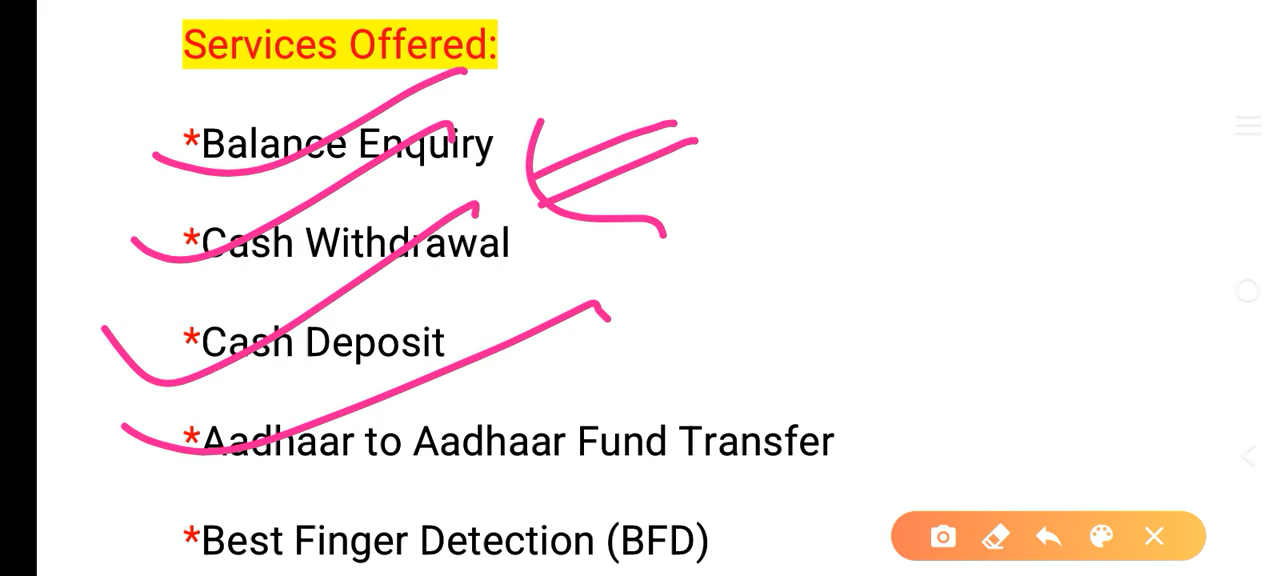 Services Offered:
*Balance Enquiry
*Cash Withdrawal
*Cash Deposit
*Aadhaar to Aadhaar Fund Transfer
*Best Finger Detection (BFD)